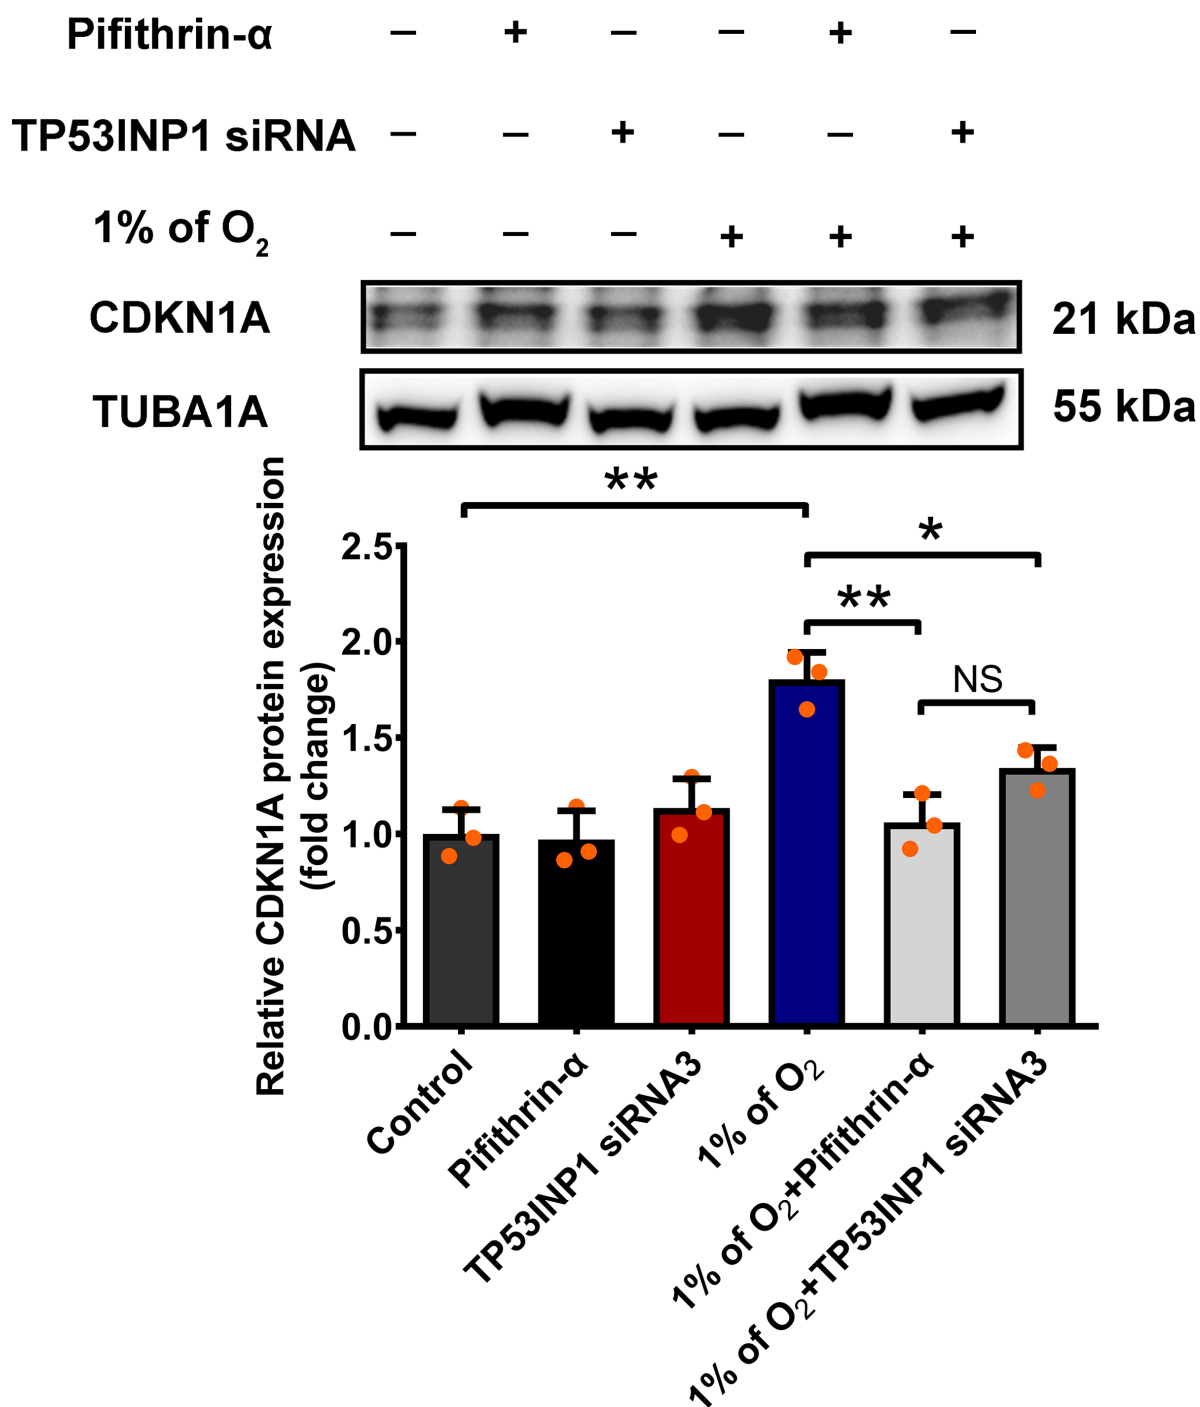 Pifithrin-α − + − − + −
TP53INP1 siRNA − − + − − +
1% of O₂ − − − + + +
CDKN1A 21 kDa
TUBA1A 55 kDa
**
*
**
NS
Relative CDKN1A protein expression
(fold change)
2.5
2.0
1.5
1.0
0.5
0.0
Control
Pifithrin-α
TP53INP1 siRNA3
1% of O₂
1% of O₂+Pifithrin-α
1% of O₂+TP53INP1 siRNA3